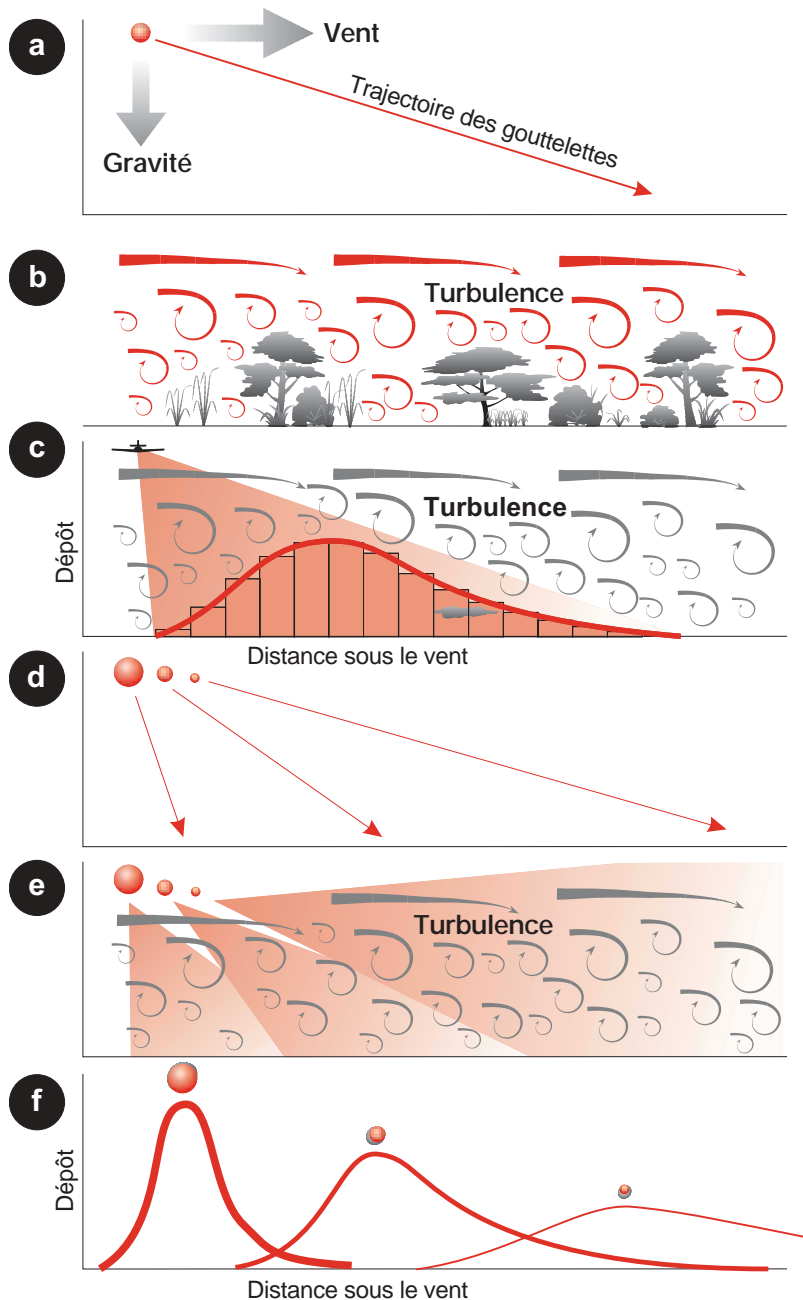 a
Vent
Trajectoire des gouttelettes
Gravité
b
Turbulence
c
Turbulence
Dépôt
Distance sous le vent
d
e
Turbulence
f
Dépôt
Distance sous le vent